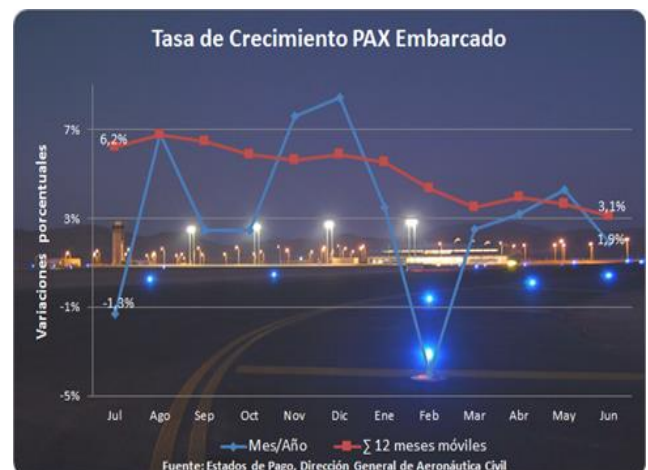 Tasa de Crecimiento PAX Embarcado
Variaciones porcentuales
7%
3%
-1%
-5%
6,2%
-1,3%
3,1%
1,9%
Jul Ago Sep Oct Nov Dic Ene Feb Mar Abr May Jun
Mes/Año ∑ 12 meses móviles
Fuente: Estados de Pago, Dirección General de Aeronáutica Civil